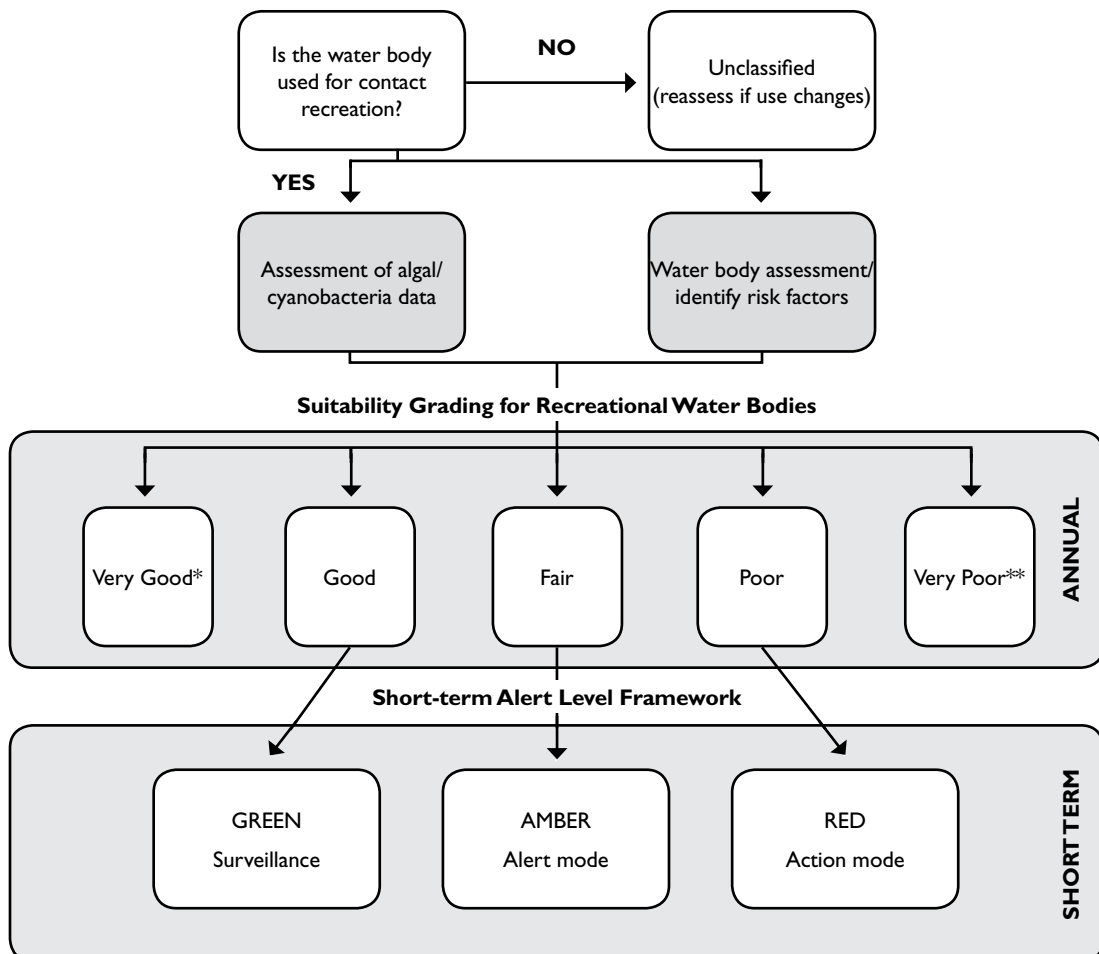 Is the water body
used for contact
recreation?
NO
Unclassified
(reassess if use changes)
YES
Assessment of algal/
cyanobacteria data
Water body assessment/
identify risk factors
Suitability Grading for Recreational Water Bodies
Very Good*
Good
Fair
Poor
Very Poor**
ANNUAL
Short-term Alert Level Framework
GREEN
Surveillance
AMBER
Alert mode
RED
Action mode
SHORT TERM